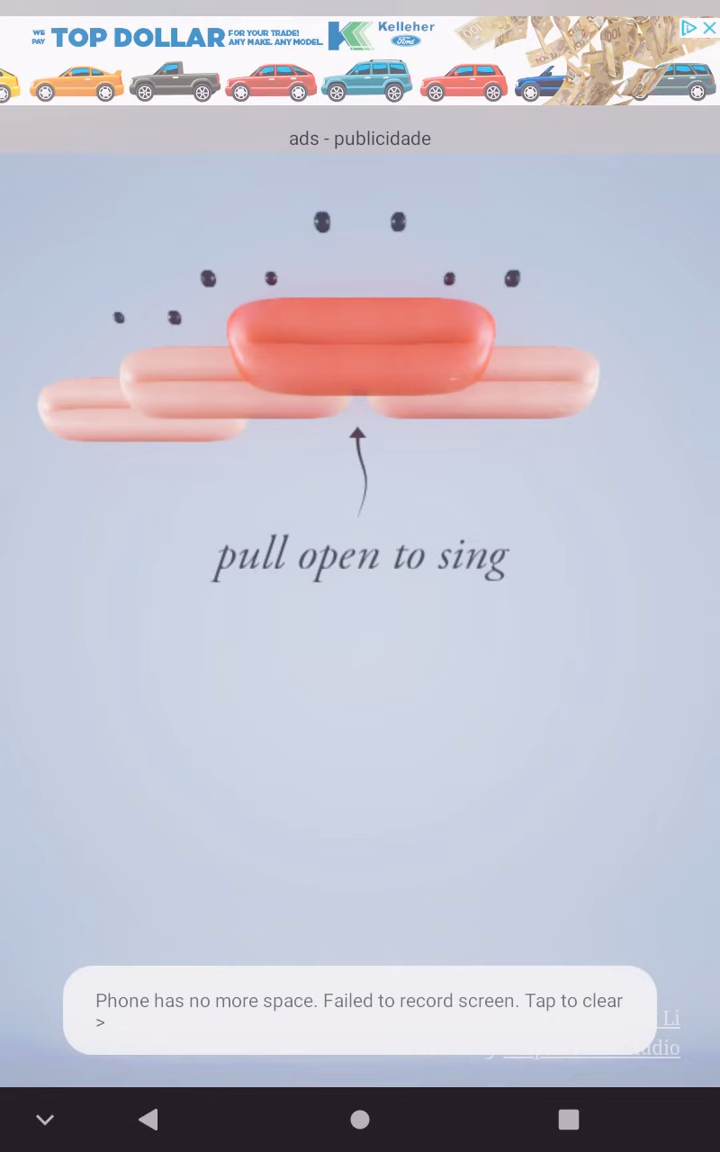 WE PAY TOP DOLLAR FOR YOUR TRADE! ANY MAKE. ANY MODEL. Kelleher Ford
ads - publicidade
pull open to sing
Phone has no more space. Failed to record screen. Tap to clear
>
Li